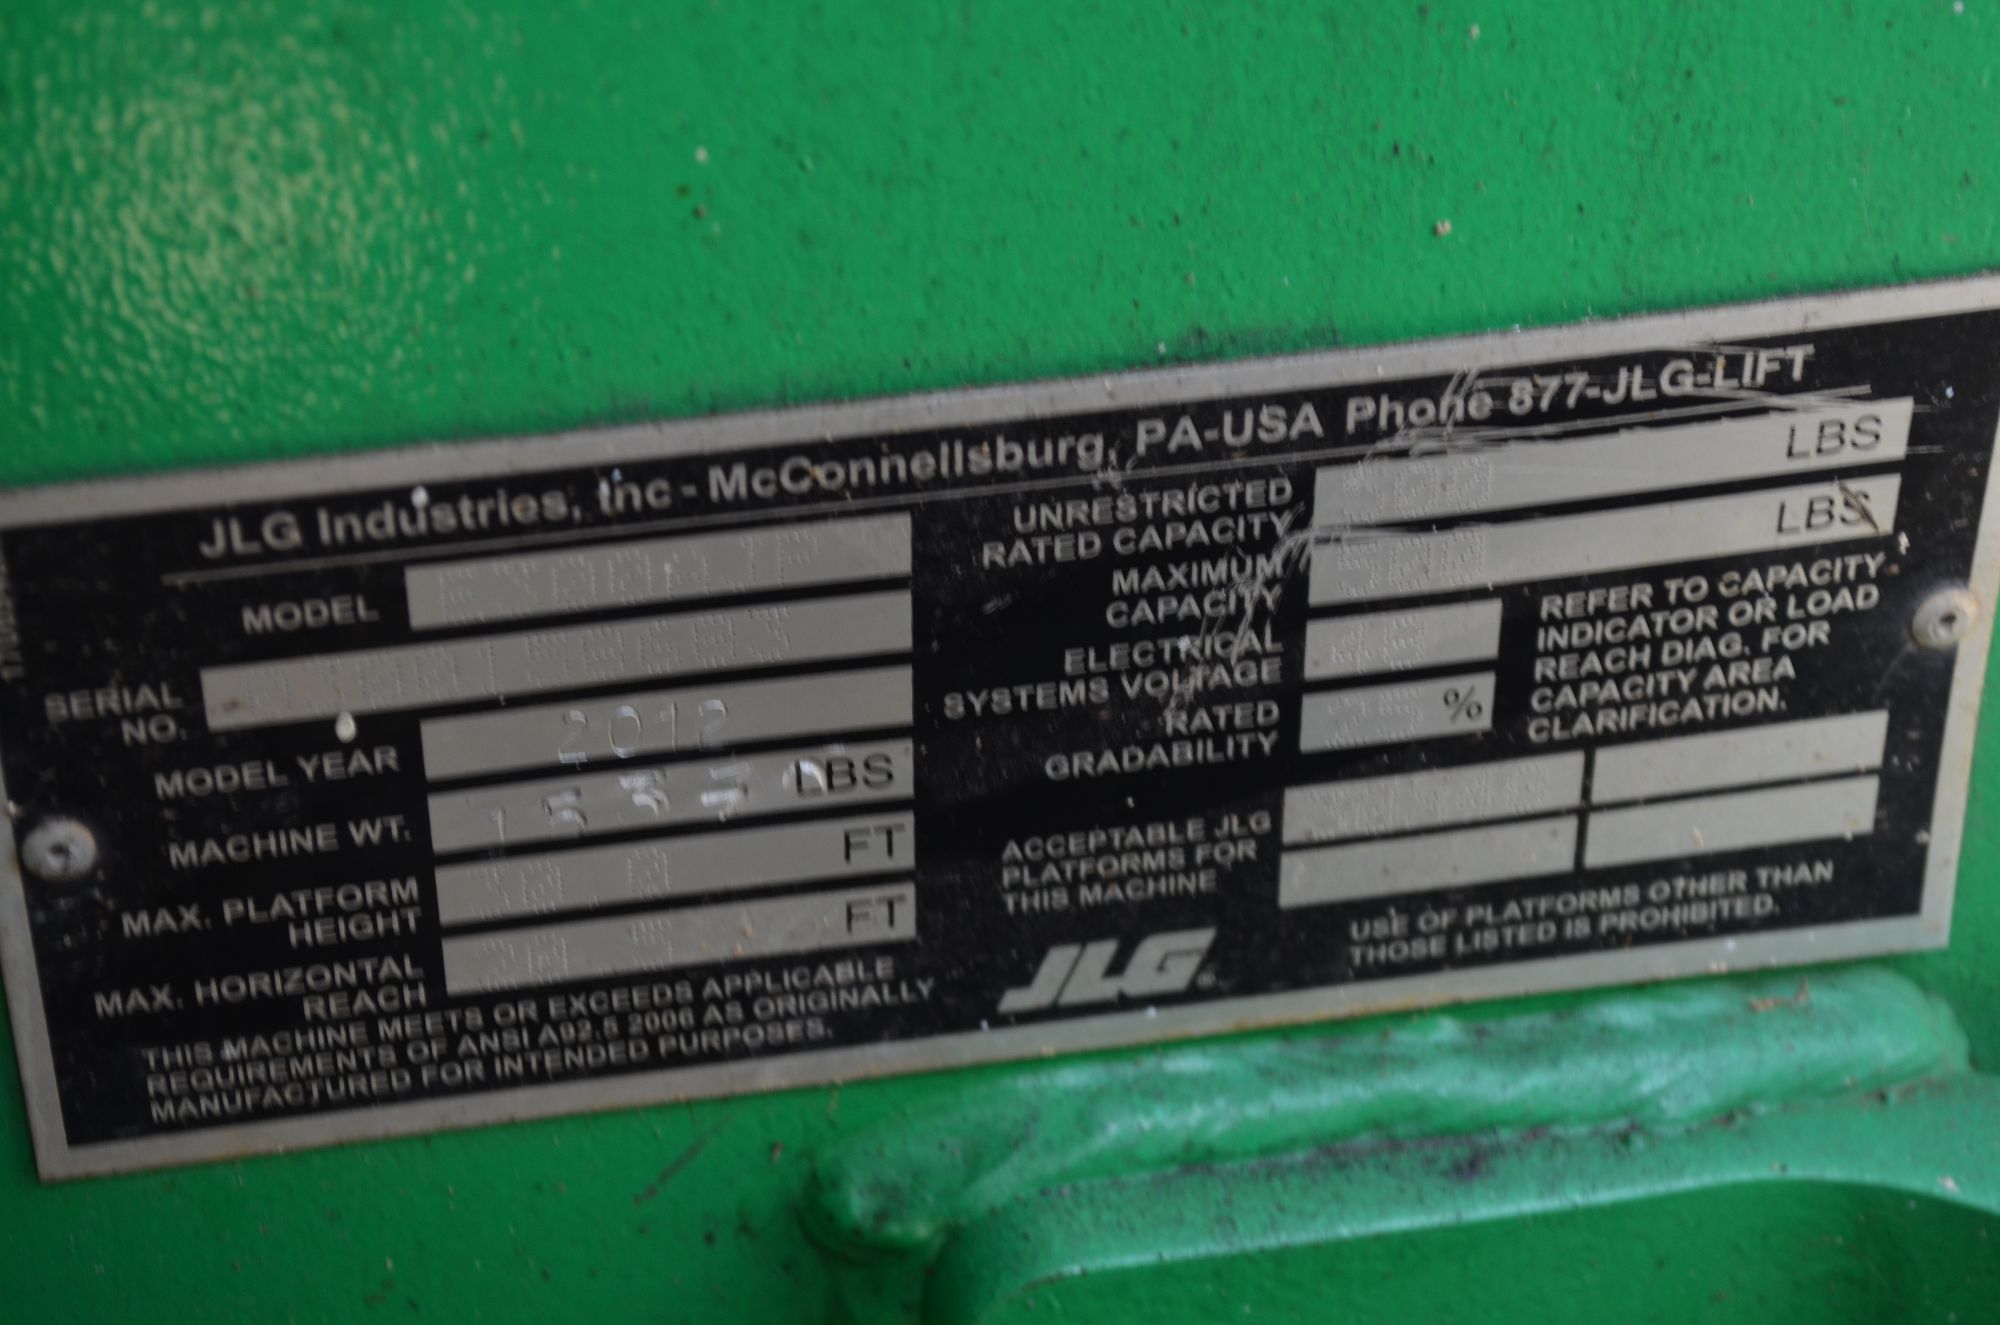 JLG Industries, Inc - McConnellsburg, PA-USA Phone 877-JLG-LIFT
MODEL
SERIAL
NO.
MODEL YEAR 2012
MACHINE WT. LBS
MAX. PLATFORM
HEIGHT FT
MAX. HORIZONTAL
REACH FT
THIS MACHINE MEETS OR EXCEEDS APPLICABLE
REQUIREMENTS OF ANSI A92.5 2006 AS ORIGINALLY
MANUFACTURED FOR INTENDED PURPOSES.
UNRESTRICTED
RATED CAPACITY LBS
MAXIMUM
CAPACITY LBS
ELECTRICAL
SYSTEMS VOLTAGE
RATED
GRADABILITY %
REFER TO CAPACITY
INDICATOR OR LOAD
REACH DIAG. FOR
CAPACITY AREA
CLARIFICATION.
ACCEPTABLE JLG
PLATFORMS FOR
THIS MACHINE
JLG®
USE OF PLATFORMS OTHER THAN
THOSE LISTED IS PROHIBITED.